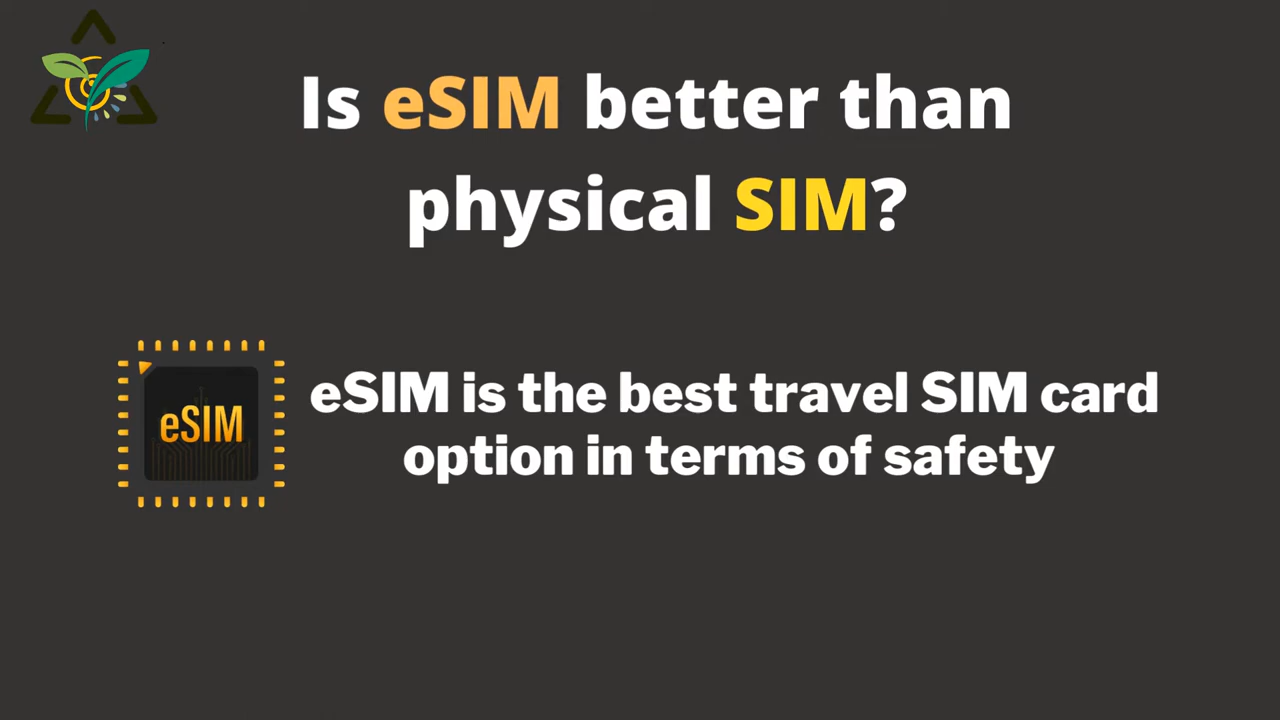 Is eSIM better than
physical SIM?
eSIM
eSIM is the best travel SIM card
option in terms of safety